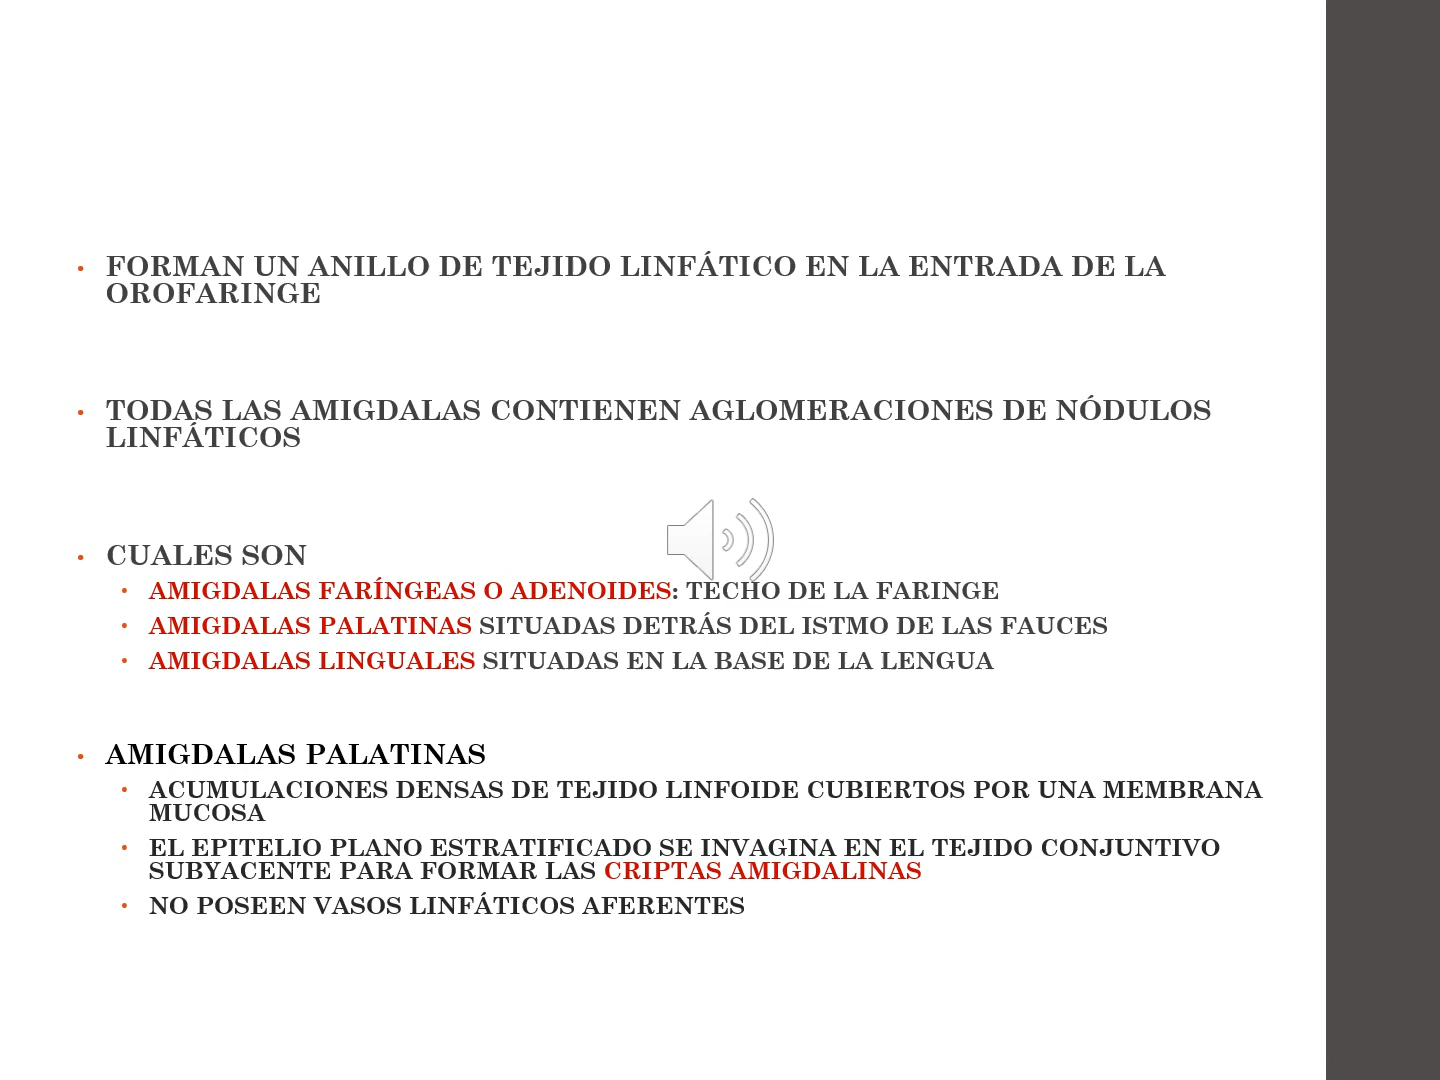 • FORMAN UN ANILLO DE TEJIDO LINFÁTICO EN LA ENTRADA DE LA
OROFARINGE
• TODAS LAS AMIGDALAS CONTIENEN AGLOMERACIONES DE NÓDULOS
LINFÁTICOS
• CUALES SON
• AMIGDALAS FARÍNGEAS O ADENOIDES: TECHO DE LA FARINGE
• AMIGDALAS PALATINAS SITUADAS DETRÁS DEL ISTMO DE LAS FAUCES
• AMIGDALAS LINGUALES SITUADAS EN LA BASE DE LA LENGUA
• AMIGDALAS PALATINAS
• ACUMULACIONES DENSAS DE TEJIDO LINFOIDE CUBIERTOS POR UNA MEMBRANA
MUCOSA
• EL EPITELIO PLANO ESTRATIFICADO SE INVAGINA EN EL TEJIDO CONJUNTIVO
SUBYACENTE PARA FORMAR LAS CRIPTAS AMIGDALINAS
• NO POSEEN VASOS LINFÁTICOS AFERENTES